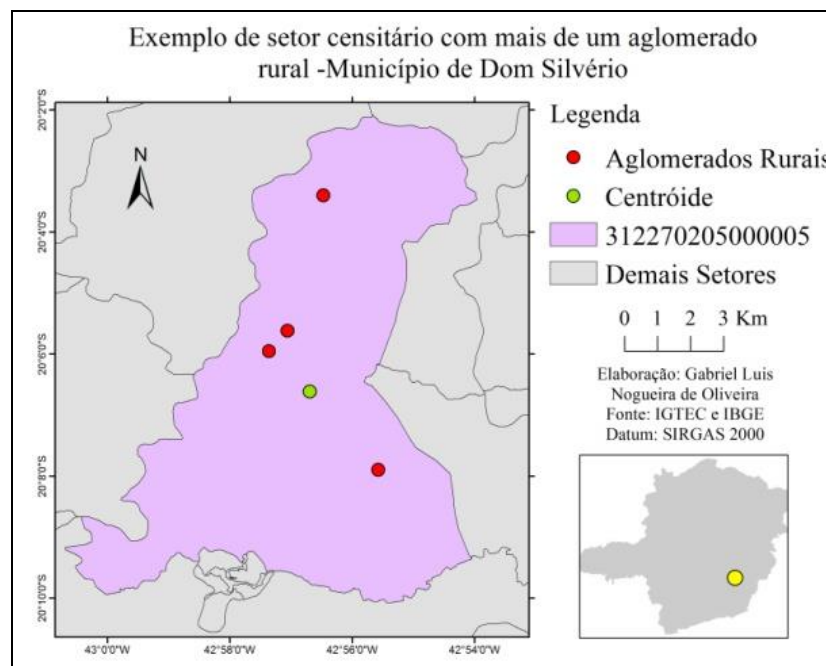 Exemplo de setor censitário com mais de um aglomerado
rural -Município de Dom Silvério
20°2'0"S
20°4'0"S
20°6'0"S
20°8'0"S
20°10'0"S
N
43°0'0"W
42°58'0"W
42°56'0"W
42°54'0"W
Legenda
Aglomerados Rurais
Centróide
312270205000005
Demais Setores
0 1 2 3 Km
Elaboração: Gabriel Luis
Nogueira de Oliveira
Fonte: IGTEC e IBGE
Datum: SIRGAS 2000